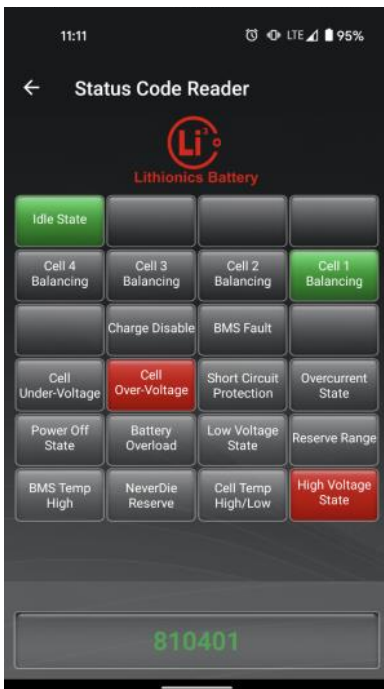 11:11 LTE 95%
Status Code Reader
Li 3+
Lithionics Battery
Idle State
Cell 4 Balancing
Cell 3 Balancing
Cell 2 Balancing
Cell 1 Balancing
Charge Disable
BMS Fault
Cell Under-Voltage
Cell Over-Voltage
Short Circuit Protection
Overcurrent State
Power Off State
Battery Overload
Low Voltage State
Reserve Range
BMS Temp High
NeverDie Reserve
Cell Temp High/Low
High Voltage State
810401